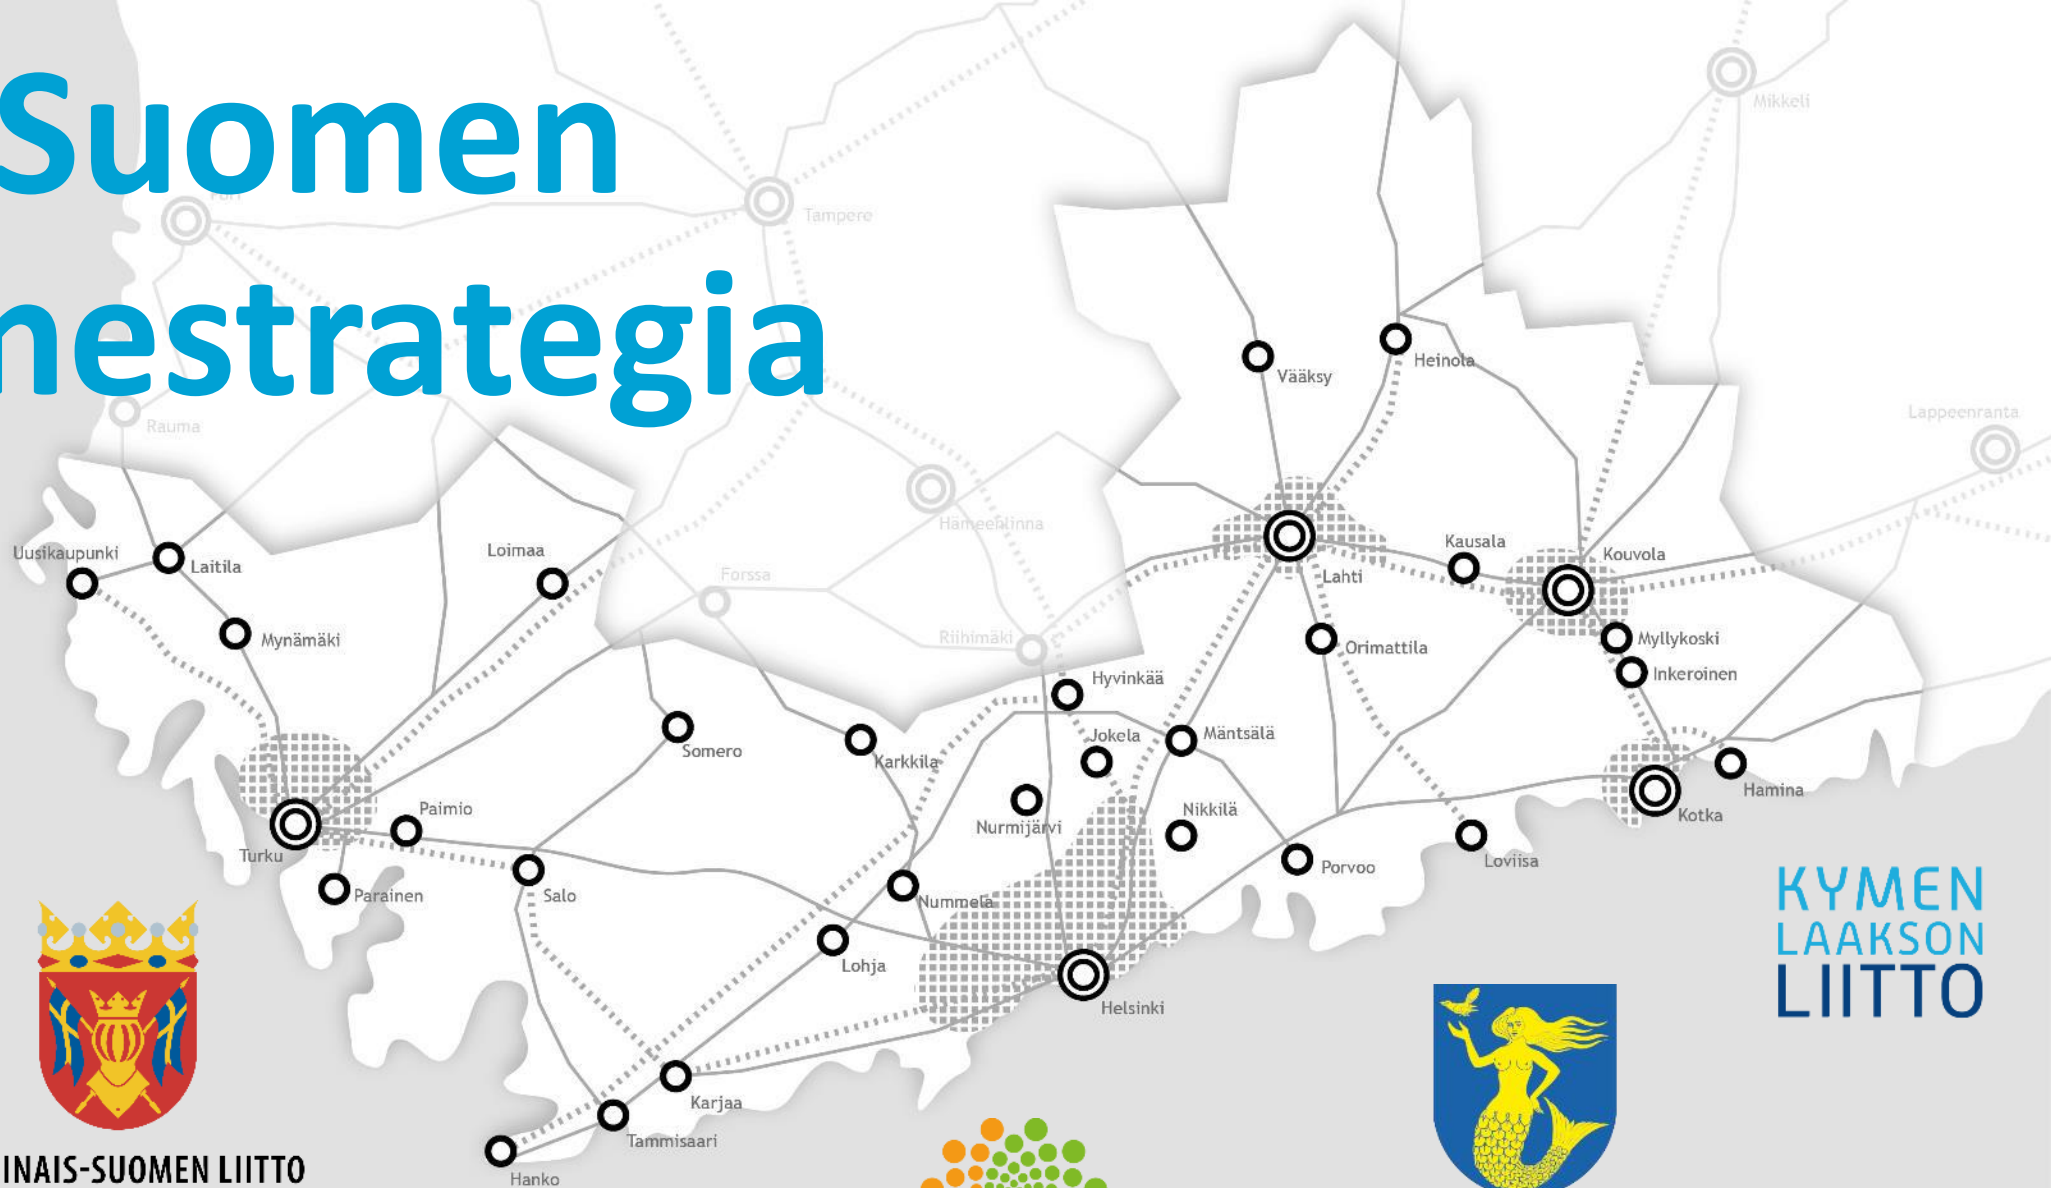 Suomen
nestrategia
Mikkeli
Pori
Tampere
Rauma
Vääksy
Heinola
Lappeenranta
Hämeenlinna
Uusikaupunki
Laitila
Loimaa
Forssa
Lahti
Kausala
Kouvola
Mynämäki
Riihimäki
Orimattila
Myllykoski
Inkeroinen
Hyvinkää
Somero
Karkkila
Jokela
Mäntsälä
Hamina
Kotka
Paimio
Nurmijärvi
Nikkilä
Turku
Parainen
Salo
Nummela
Porvoo
Loviisa
Lohja
Helsinki
KYMEN
LAAKSON
LIITTO
Karjaa
Tammisaari
Hanko
INAIS-SUOMEN LIITTO